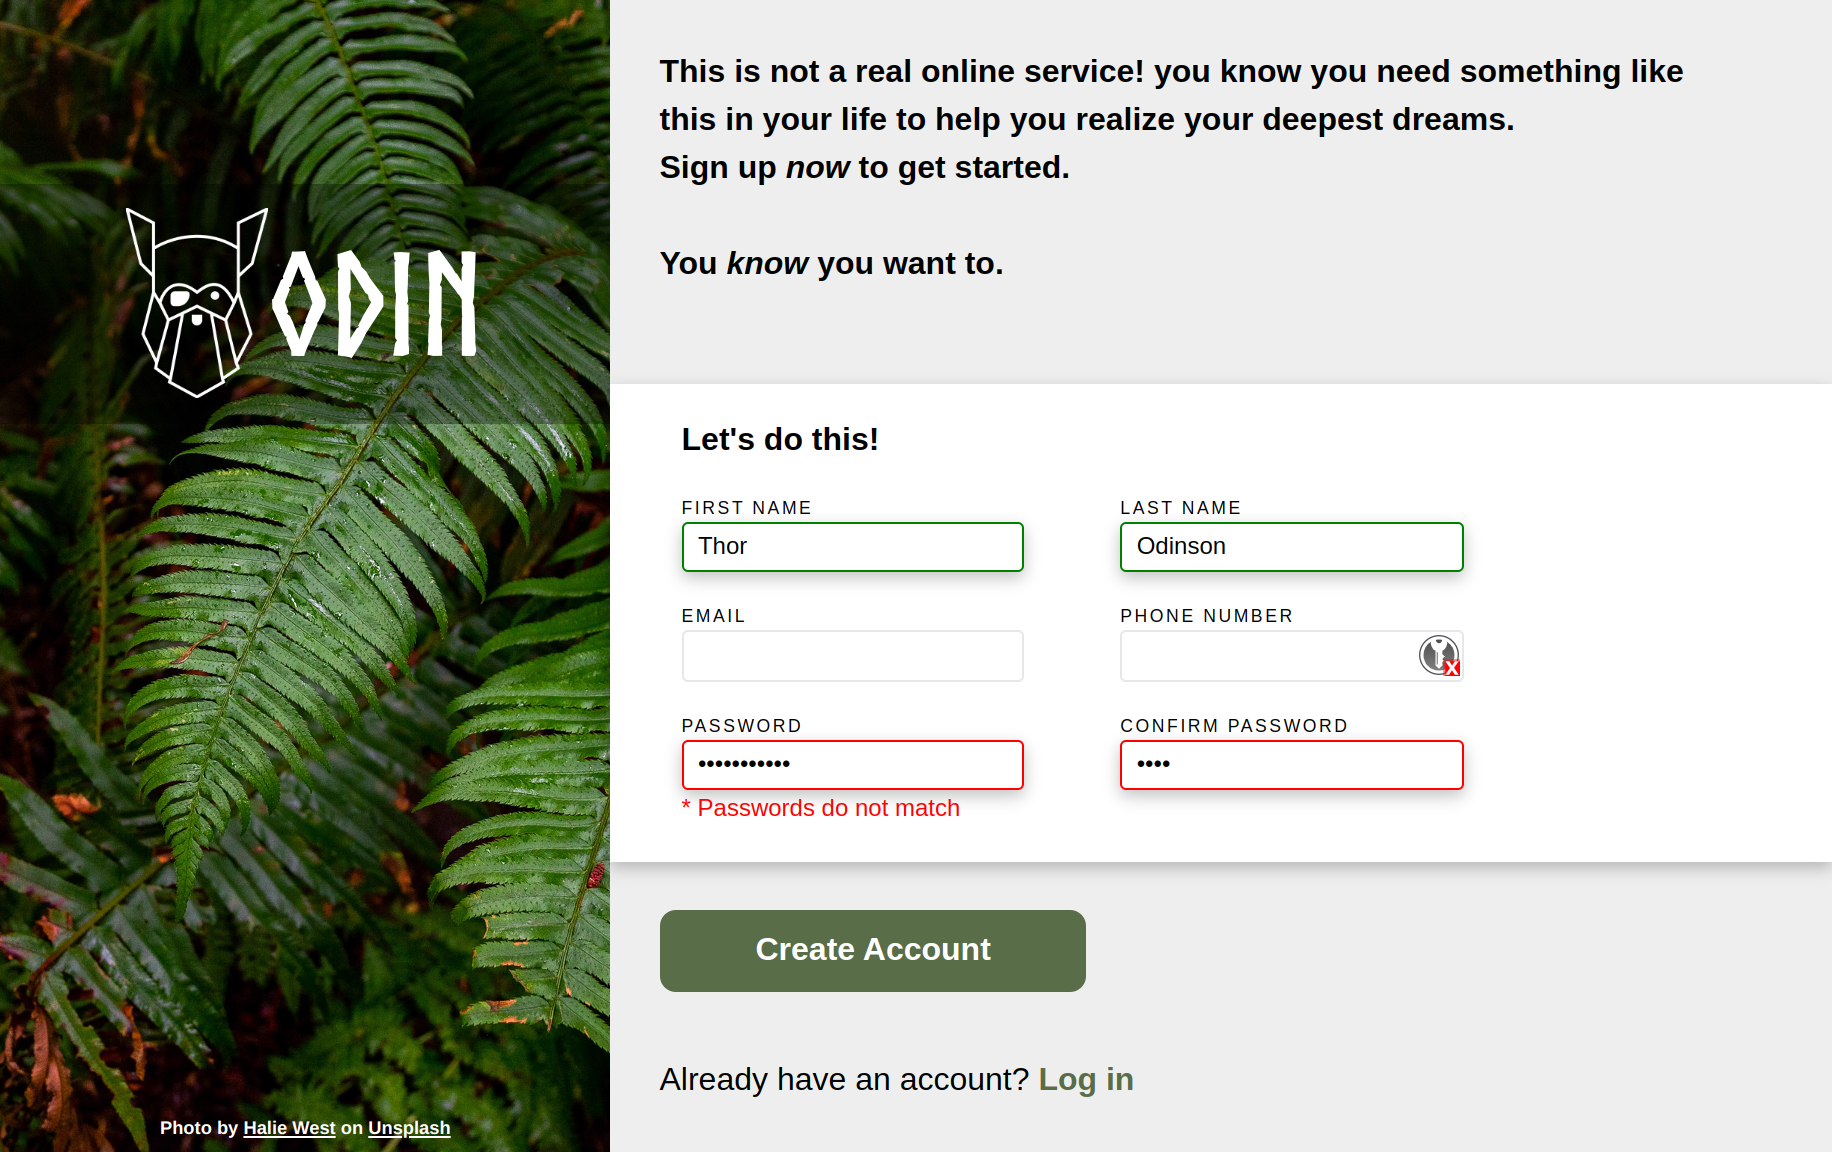 ODIN
Photo by Halie West on Unsplash
This is not a real online service! you know you need something like
this in your life to help you realize your deepest dreams.
Sign up now to get started.
You know you want to.
Let's do this!
FIRST NAME
Thor
LAST NAME
Odinson
EMAIL
PHONE NUMBER
PASSWORD
•••••••••••
CONFIRM PASSWORD
••••
* Passwords do not match
Create Account
Already have an account? Log in